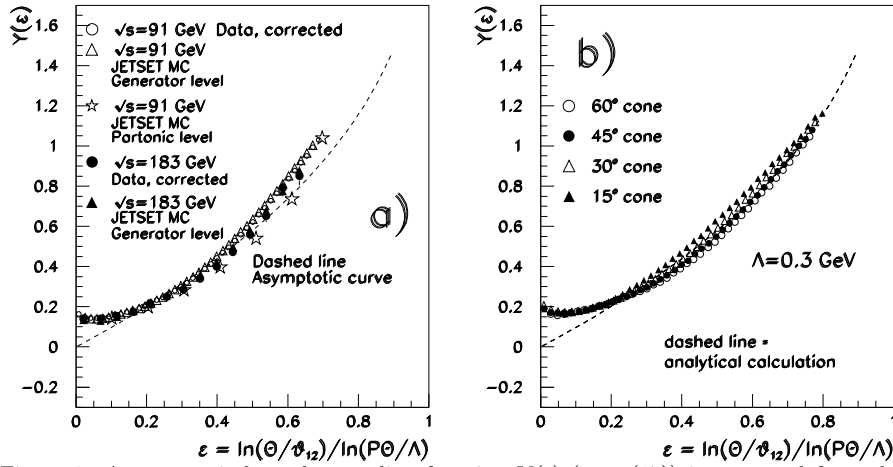 Y(ε)
1.6
1.4
1.2
1
0.8
0.6
0.4
0.2
0
-0.2
√s=91 GeV Data, corrected
√s=91 GeV
JETSET MC
Generator level
√s=91 GeV
JETSET MC
Partonic level
√s=183 GeV
Data, corrected
√s=183 GeV
JETSET MC
Generator level
a)
Dashed line
Asymptotic curve
0 0.2 0.4 0.6 0.8 1
ε = ln(Θ/ϑ12)/ln(PΘ/Λ)
Y(ε)
1.6
1.4
1.2
1
0.8
0.6
0.4
0.2
0
-0.2
b)
60° cone
45° cone
30° cone
15° cone
Λ=0.3 GeV
dashed line =
analytical calculation
0 0.2 0.4 0.6 0.8 1
ε = ln(Θ/ϑ12)/ln(PΘ/Λ)